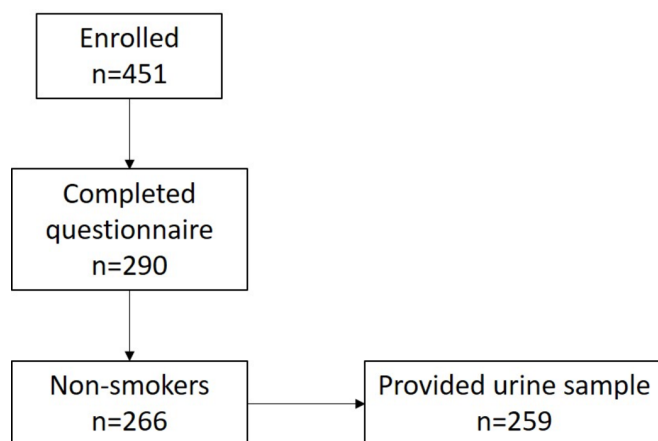 Enrolled
n=451
Completed
questionnaire
n=290
Non-smokers
n=266
Provided urine sample
n=259